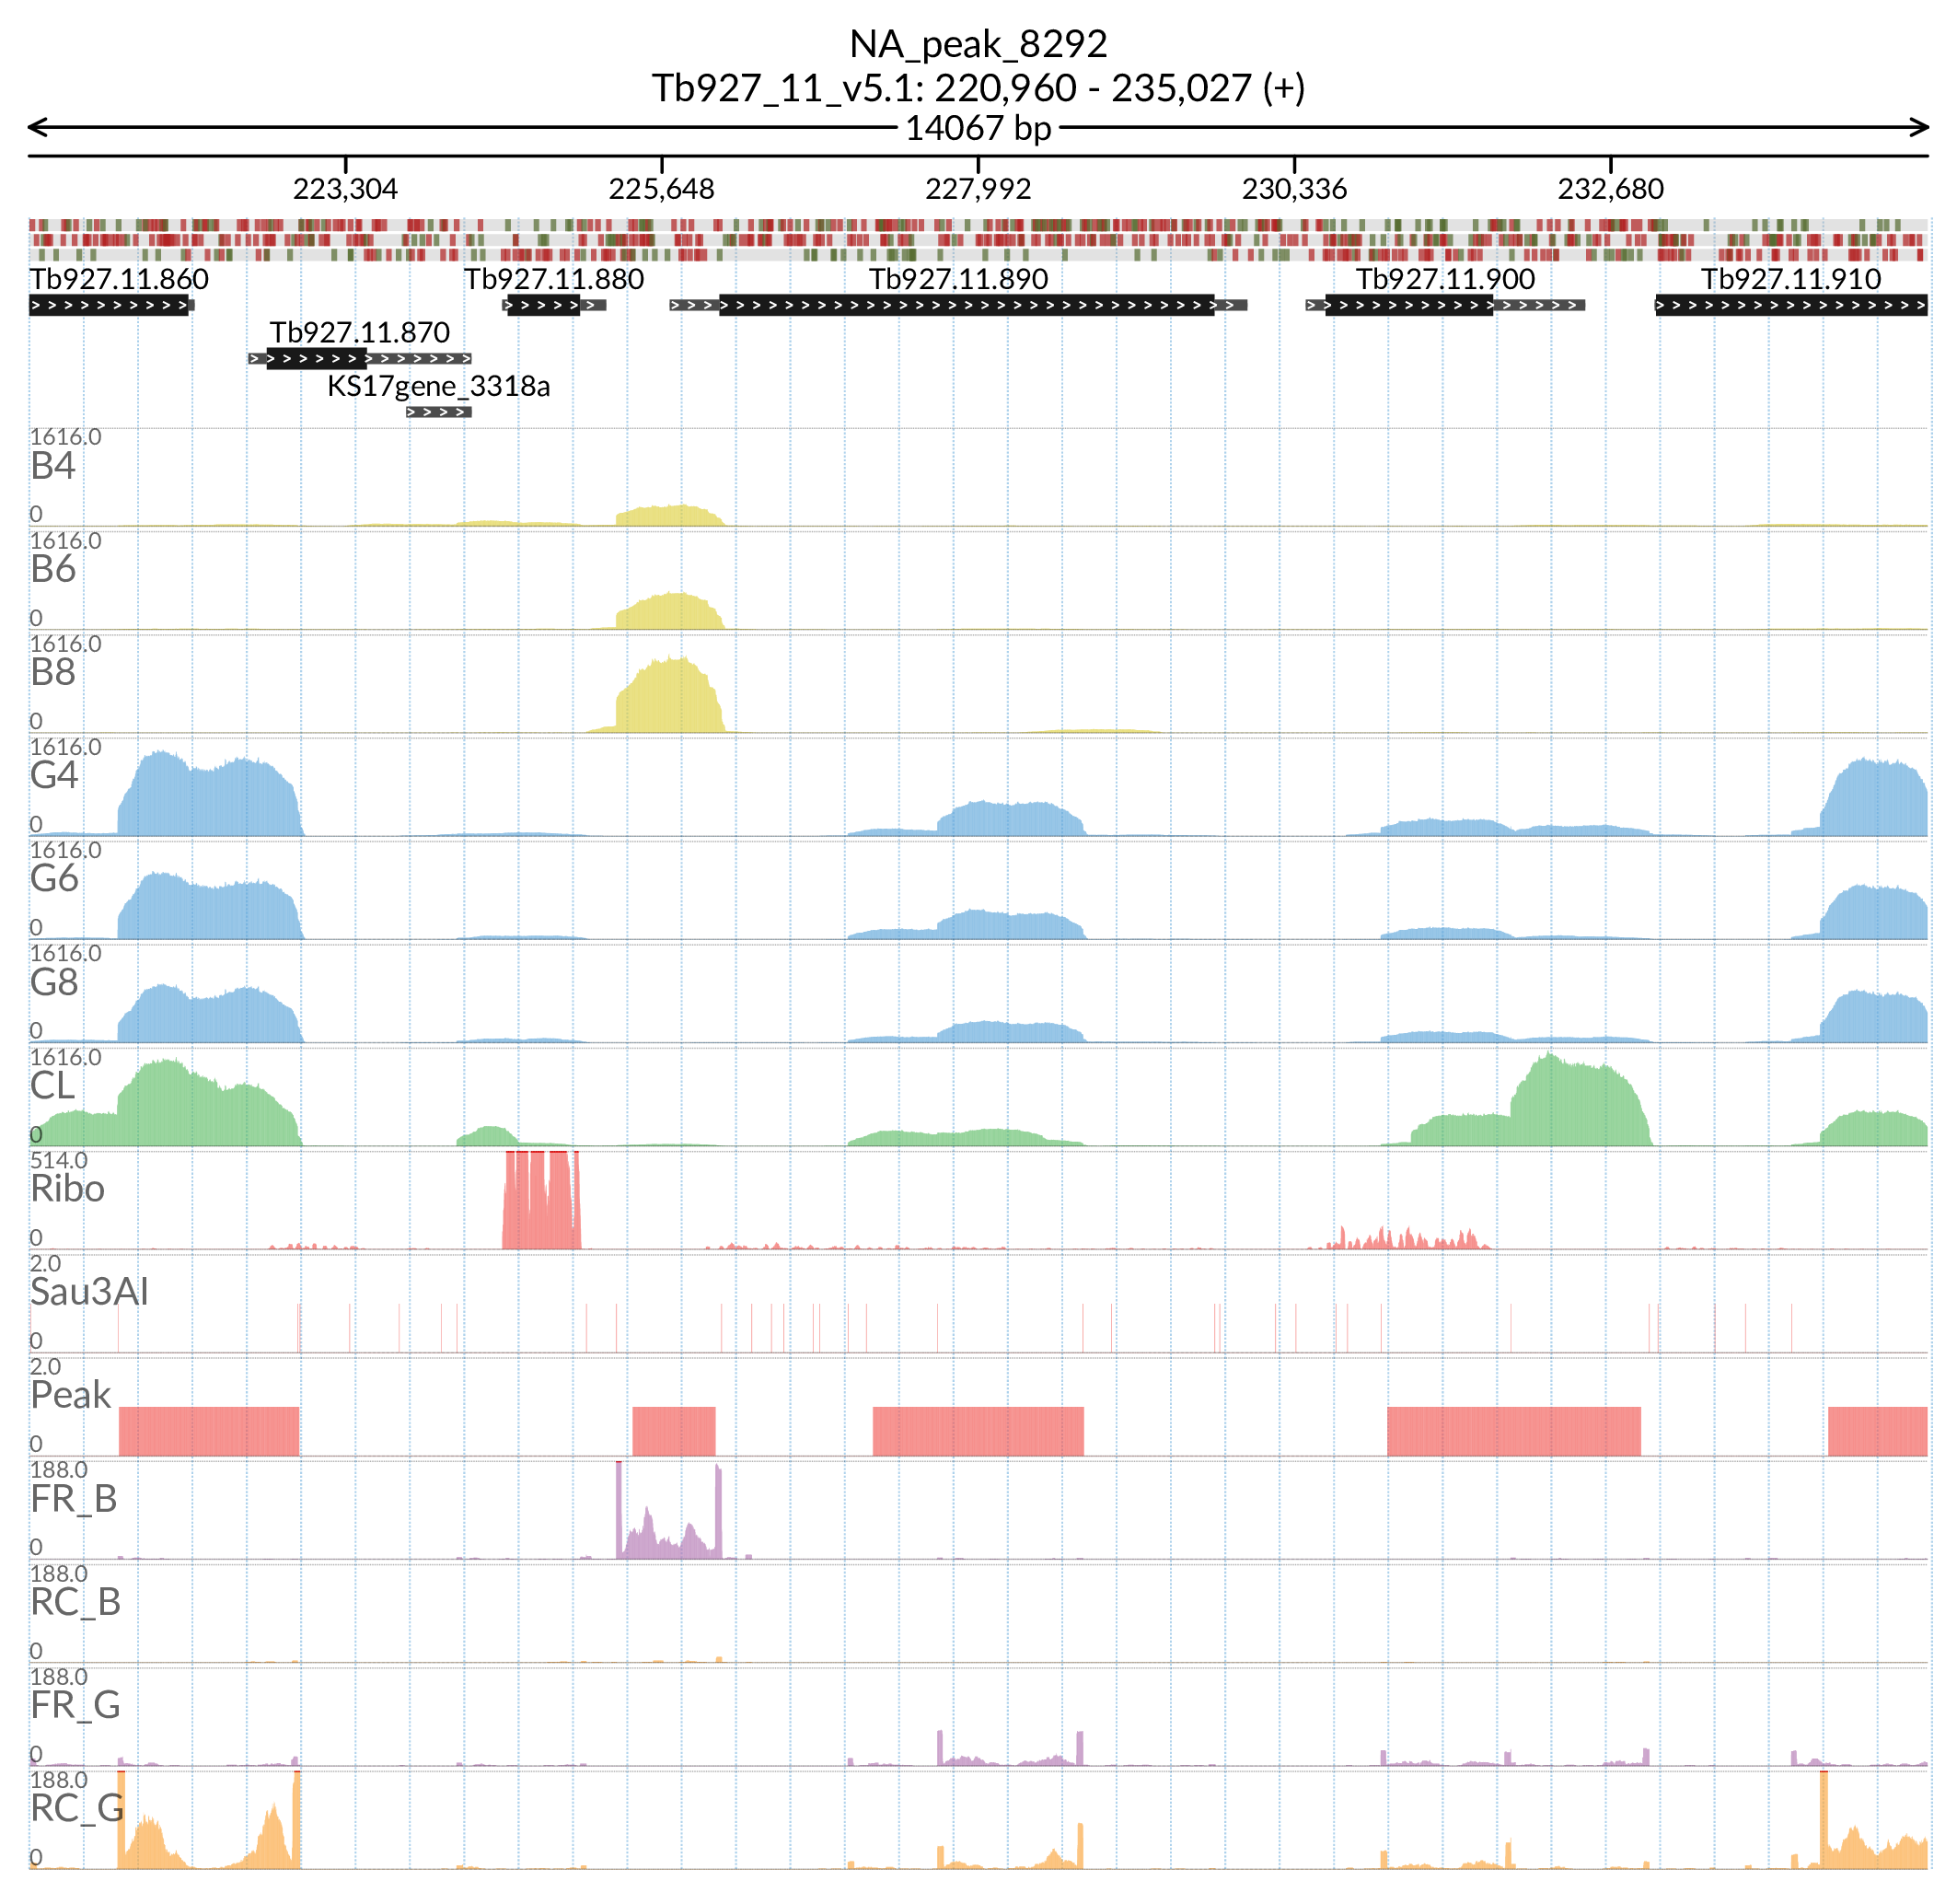 NA_peak_8292
Tb927_11_v5.1: 220,960 - 235,027 (+)
14067 bp
223,304 225,648 227,992 230,336 232,680
Tb927.11.860 Tb927.11.880 Tb927.11.890 Tb927.11.900 Tb927.11.910
Tb927.11.870
KS17gene_3318a
1616.0
B4
0
1616.0
B6
0
1616.0
B8
0
1616.0
G4
0
1616.0
G6
0
1616.0
G8
0
1616.0
CL
0
514.0
Ribo
0
2.0
Sau3AI
0
2.0
Peak
0
188.0
FR_B
0
188.0
RC_B
0
188.0
FR_G
0
188.0
RC_G
0